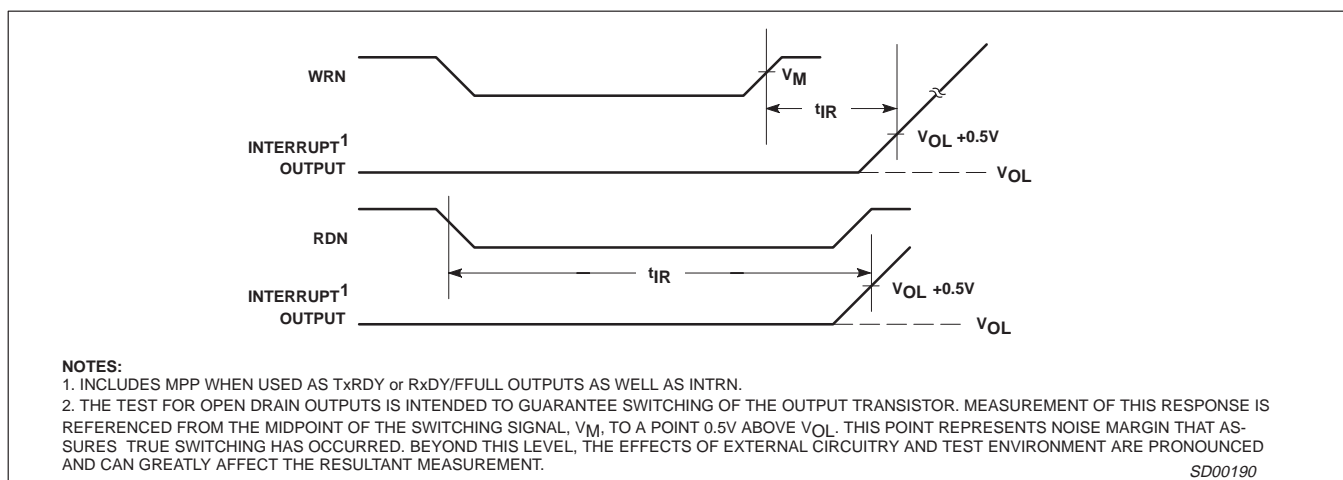 WRN
VM
tIR
INTERRUPT1
OUTPUT
VOL +0.5V
VOL
RDN
tIR
INTERRUPT1
OUTPUT
VOL +0.5V
VOL
NOTES:
1. INCLUDES MPP WHEN USED AS TxRDY or RxDY/FFULL OUTPUTS AS WELL AS INTRN.
2. THE TEST FOR OPEN DRAIN OUTPUTS IS INTENDED TO GUARANTEE SWITCHING OF THE OUTPUT TRANSISTOR. MEASUREMENT OF THIS RESPONSE IS
REFERENCED FROM THE MIDPOINT OF THE SWITCHING SIGNAL, VM, TO A POINT 0.5V ABOVE VOL. THIS POINT REPRESENTS NOISE MARGIN THAT AS-
SURES TRUE SWITCHING HAS OCCURRED. BEYOND THIS LEVEL, THE EFFECTS OF EXTERNAL CIRCUITRY AND TEST ENVIRONMENT ARE PRONOUNCED
AND CAN GREATLY AFFECT THE RESULTANT MEASUREMENT.
SD00190